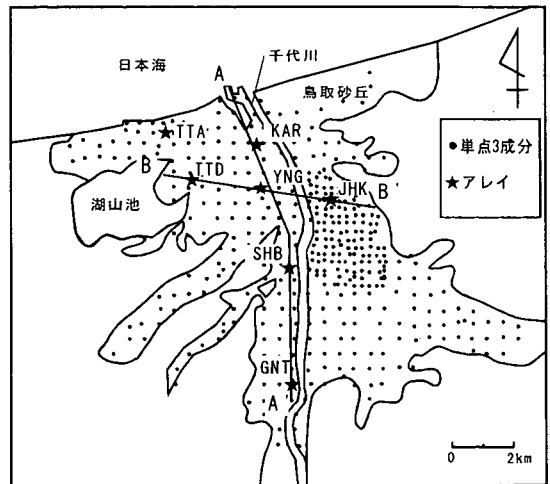 日本海
千代川
A
鳥取砂丘
★TTA
KAR
●単点3成分
★アレイ
B
TTD
YNG
JHK
B'
湖山池
SHB
GNT
A
0 2km